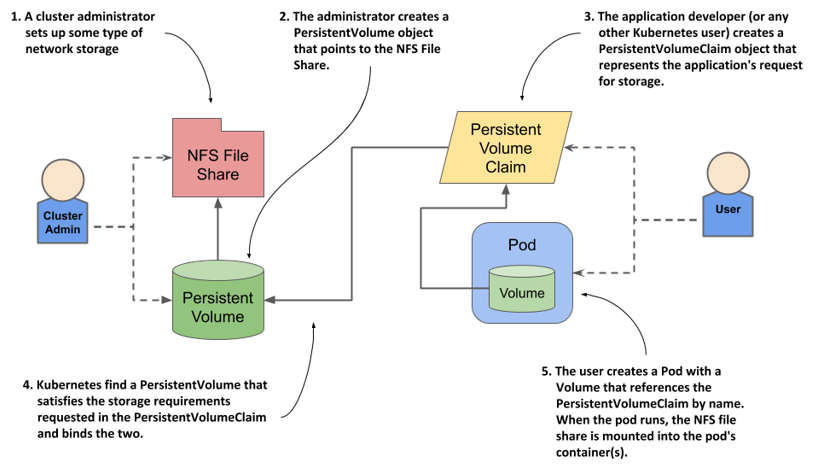 1. A cluster administrator
sets up some type of
network storage
2. The administrator creates a
PersistentVolume object
that points to the NFS File
Share.
3. The application developer (or any
other Kubernetes user) creates a
PersistentVolumeClaim object that
represents the application's request
for storage.
NFS File
Share
Persistent
Volume
Claim
Cluster
Admin
User
Pod
Volume
Persistent
Volume
4. Kubernetes find a PersistentVolume that
satisfies the storage requirements
requested in the PersistentVolumeClaim
and binds the two.
5. The user creates a Pod with a
Volume that references the
PersistentVolumeClaim by name.
When the pod runs, the NFS file
share is mounted into the pod's
container(s).